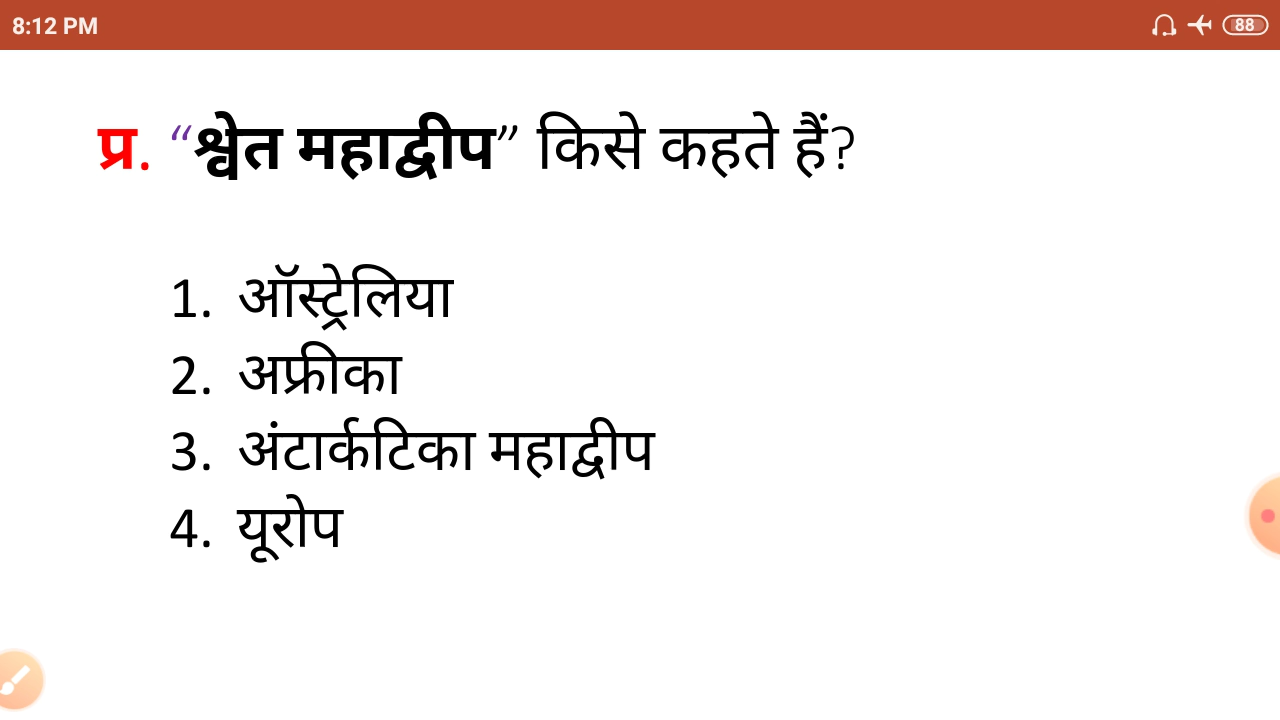 8:12 PM 88
प्र. “श्वेत महाद्वीप” किसे कहते हैं?
1. ऑस्ट्रेलिया
2. अफ्रीका
3. अंटार्कटिका महाद्वीप
4. यूरोप